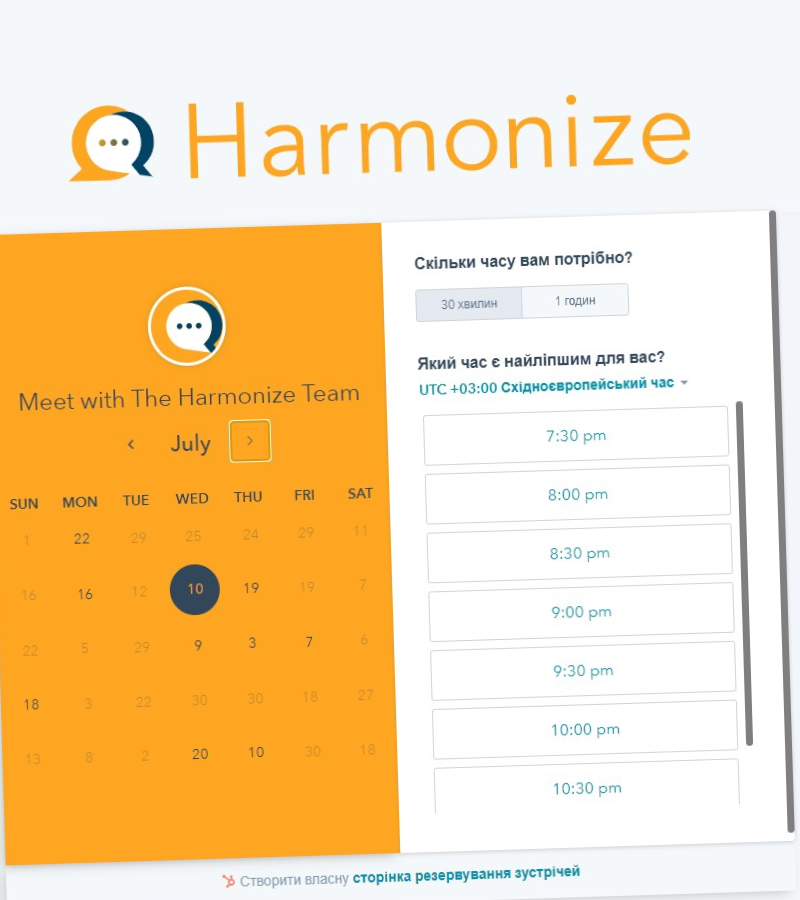 Harmonize
Meet with The Harmonize Team
July
SUN MON TUE WED THU FRI SAT
1 22 29 25 24 29 11
16 16 12 10 19 19 7
22 5 29 9 3 7 6
18 3 22 30 30 18 27
13 8 2 20 10 30 18
Скільки часу вам потрібно?
30 хвилин 1 годин
Який час є найліпшим для вас?
UTC +03:00 Східноєвропейський час
7:30 pm
8:00 pm
8:30 pm
9:00 pm
9:30 pm
10:00 pm
10:30 pm
Створити власну сторінка резервування зустрічей